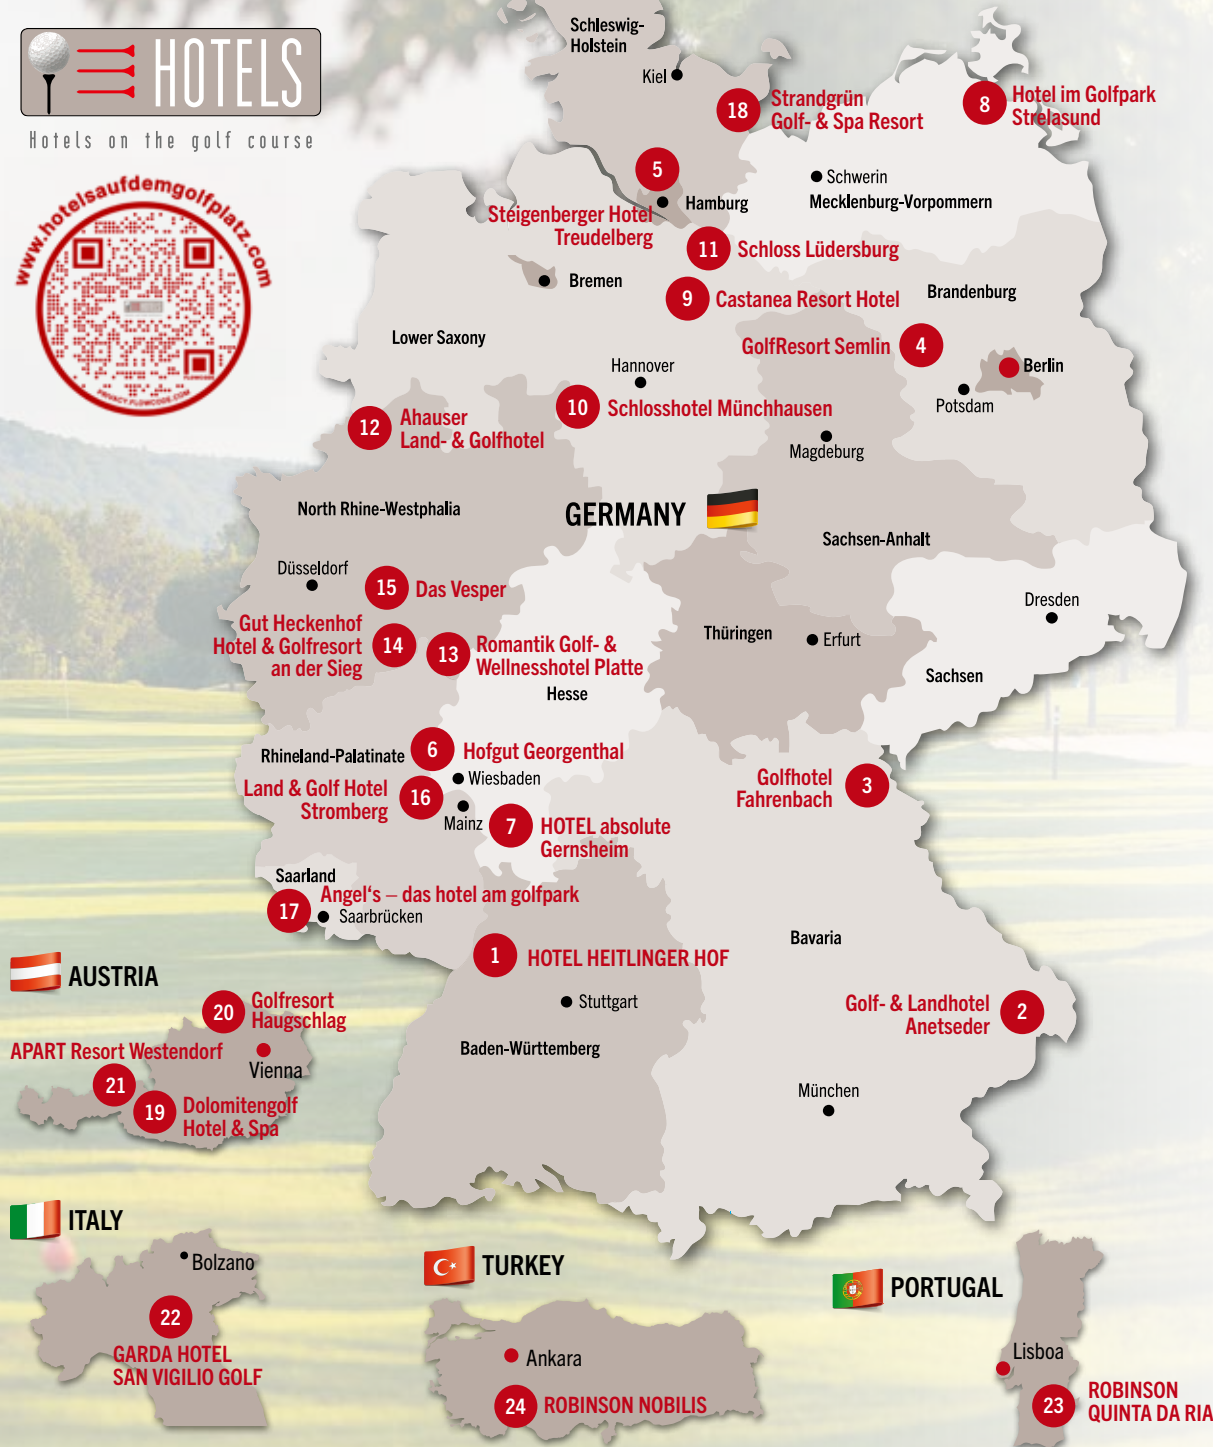 HOTELS
Hotels on the golf course
www.hotelsaufdemgolfplatz.com
FLOWCODE
PRIVACY.FLOWCODE.COM
Schleswig-
Holstein
Kiel
18
Strandgrün
Golf- & Spa Resort
8
Hotel im Golfpark
Strelasund
5
Hamburg
Schwerin
Mecklenburg-Vorpommern
Steigenberger Hotel
Treudelberg
11
Schloss Lüdersburg
Bremen
9
Castanea Resort Hotel
Brandenburg
Lower Saxony
GolfResort Semlin
4
Berlin
Hannover
Potsdam
10
Schlosshotel Münchhausen
12
Ahauser
Land- & Golfhotel
Magdeburg
North Rhine-Westphalia
GERMANY
Sachsen-Anhalt
Düsseldorf
15
Das Vesper
Dresden
Gut Heckenhof
Hotel & Golfresort
an der Sieg
14
13
Romantik Golf- &
Wellnesshotel Platte
Hesse
Thüringen
Erfurt
Sachsen
Rhineland-Palatinate
6
Hofgut Georgenthal
Wiesbaden
Land & Golf Hotel
Stromberg
16
Mainz
7
HOTEL absolute
Gernsheim
Golfhotel
Fahrenbach
3
Saarland
17
Angel's – das hotel am golfpark
Saarbrücken
1
HOTEL HEITLINGER HOF
Bavaria
Stuttgart
Golf- & Landhotel
Anetseder
2
Baden-Württemberg
München
AUSTRIA
20
Golfresort
Haugschlag
APART Resort Westendorf
Vienna
21
19
Dolomitengolf
Hotel & Spa
ITALY
Bolzano
22
GARDA HOTEL
SAN VIGILIO GOLF
TURKEY
Ankara
24
ROBINSON NOBILIS
PORTUGAL
Lisboa
23
ROBINSON
QUINTA DA RIA